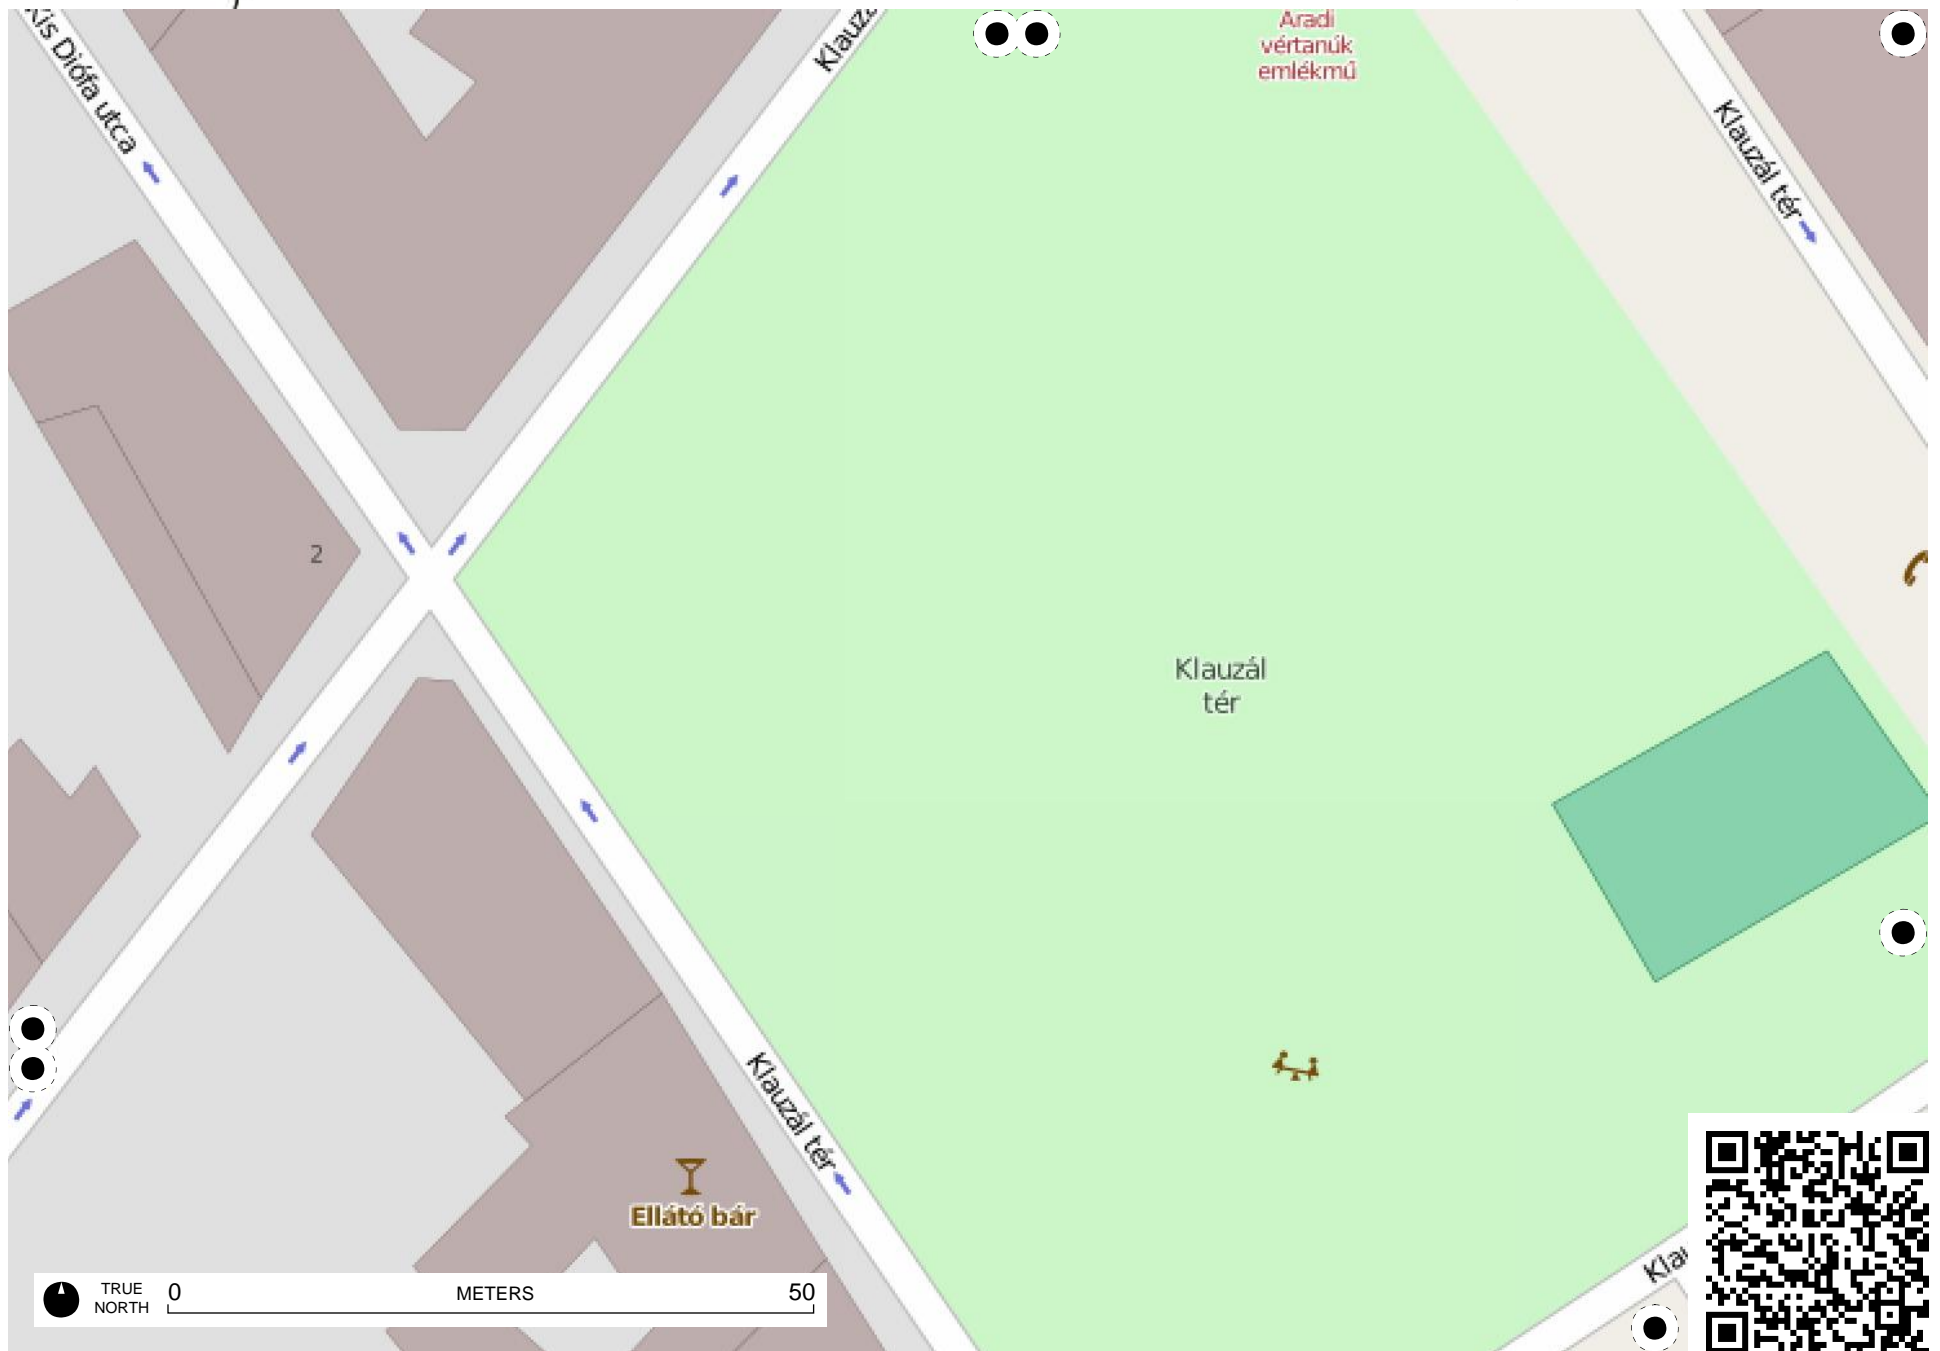 Kis Diófa utca
Klauzá
Aradi
vértanúk
emlékmű
Klauzál tér
2
Klauzál
tér
Klauzál tér
Ellátó bár
Klau
TRUE
NORTH
0
METERS
50